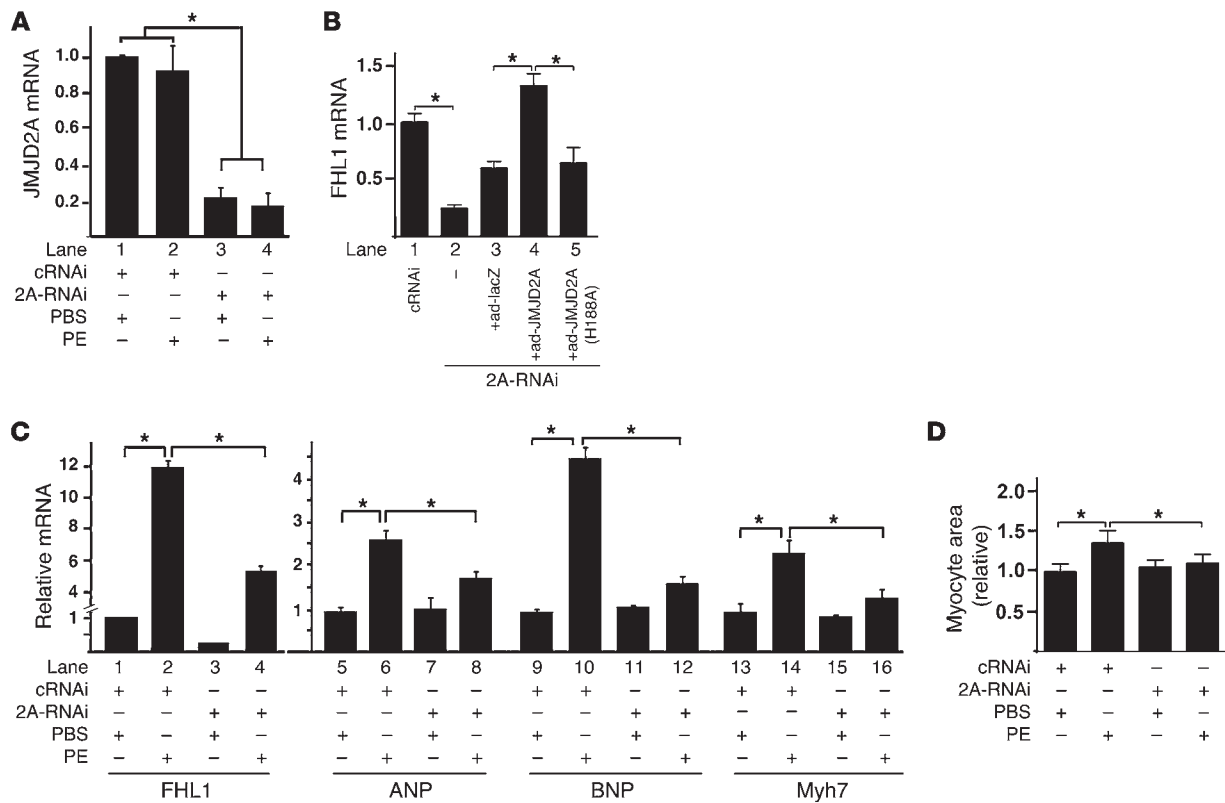 A
JMJD2A mRNA
*
1.0
0.8
0.6
0.4
0.2
Lane 1 2 3 4
cRNAi + + – –
2A-RNAi – – + +
PBS + – + –
PE – + – +
B
FHL1 mRNA
* * *
1.5
1.0
0.5
Lane 1 2 3 4 5
cRNAi
–
+ad-lacZ
+ad-JMJD2A
+ad-JMJD2A
(H188A)
2A-RNAi
C
Relative mRNA
* * * * * * * *
12
10
8
6
4
1
4
3
2
1
Lane 1 2 3 4 5 6 7 8 9 10 11 12 13 14 15 16
cRNAi + + – – + + – – + + – – + + – –
2A-RNAi – – + + – – + + – – + + – – + +
PBS + – + – + – + – + – + – + – + –
PE – + – + – + – + – + – + – + – +
FHL1 ANP BNP Myh7
D
Myocyte area
(relative)
* *
2.0
1.5
1.0
0.5
cRNAi + + – –
2A-RNAi – – + +
PBS + – + –
PE – + – +